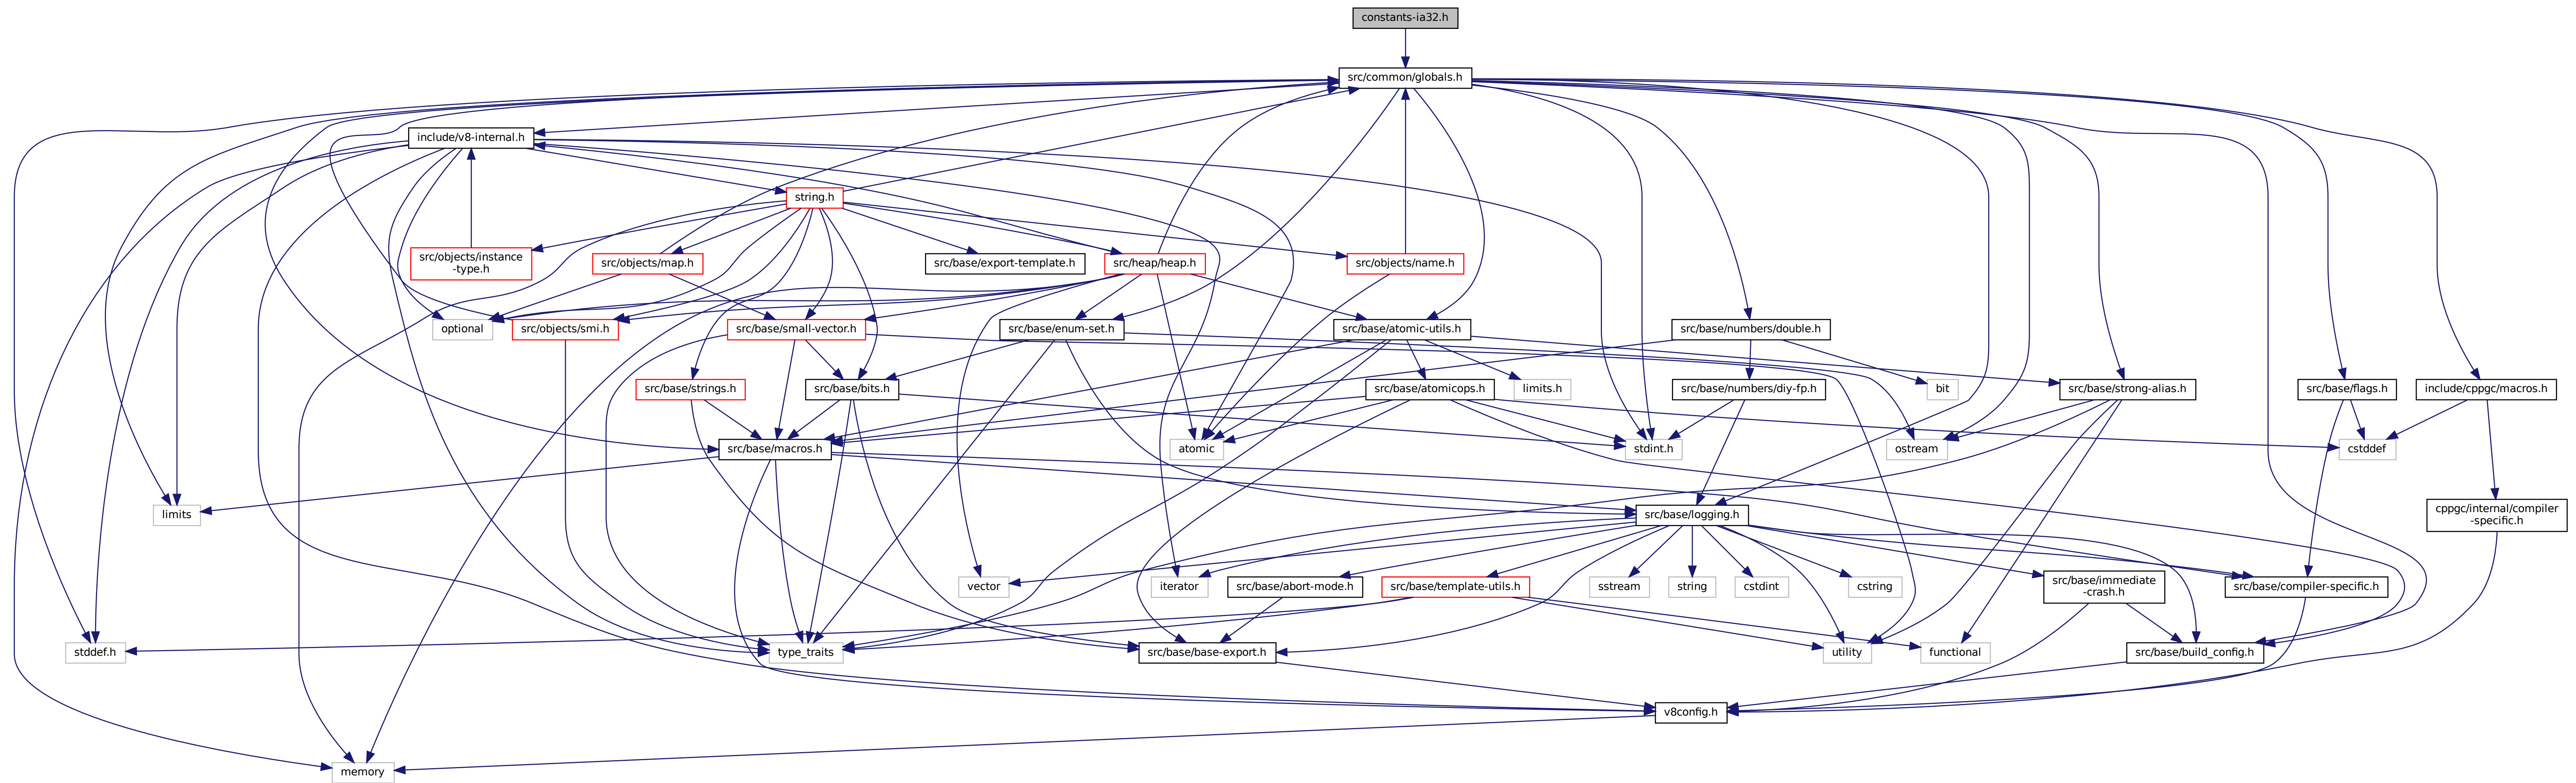 constants-ia32.h
src/common/globals.h
include/v8-internal.h
string.h
src/objects/instance
-type.h
src/objects/map.h
src/base/export-template.h
src/heap/heap.h
src/objects/name.h
optional
src/objects/smi.h
src/base/small-vector.h
src/base/enum-set.h
src/base/atomic-utils.h
src/base/numbers/double.h
src/base/strings.h
src/base/bits.h
src/base/atomicops.h
limits.h
src/base/numbers/diy-fp.h
bit
src/base/strong-alias.h
src/base/flags.h
include/cppgc/macros.h
src/base/macros.h
atomic
stdint.h
ostream
cstddef
limits
src/base/logging.h
cppgc/internal/compiler
-specific.h
vector
iterator
src/base/abort-mode.h
src/base/template-utils.h
sstream
string
cstdint
cstring
src/base/immediate
-crash.h
src/base/compiler-specific.h
stddef.h
type_traits
src/base/base-export.h
utility
functional
src/base/build_config.h
v8config.h
memory